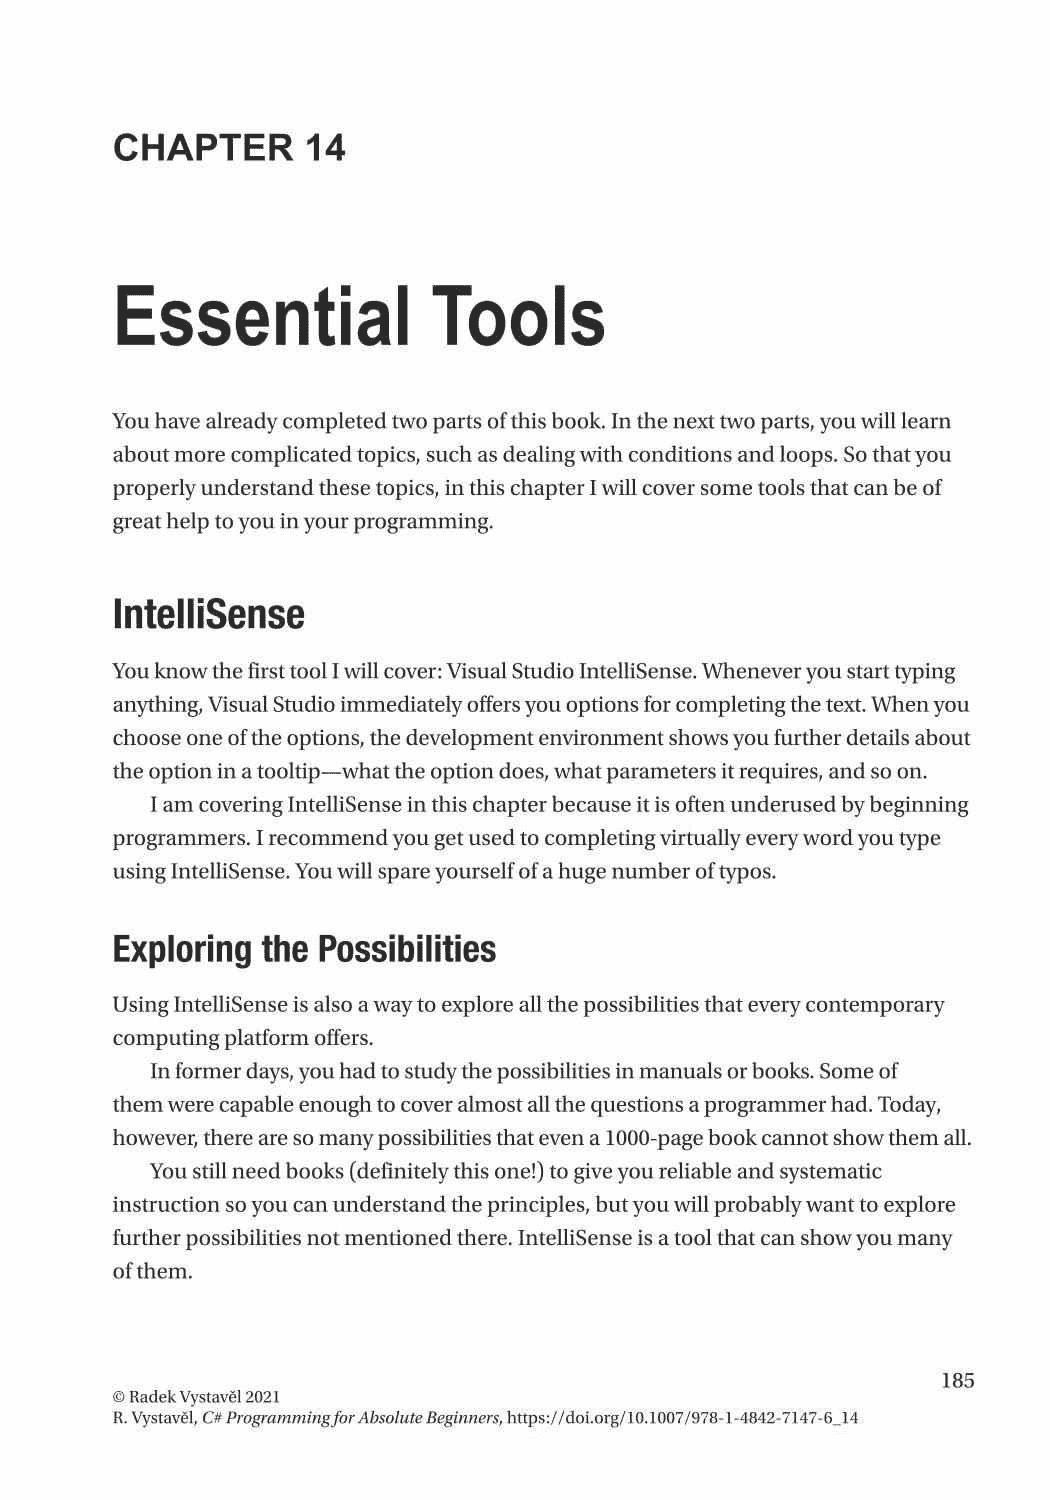 CHAPTER 14
Essential Tools
You have already completed two parts of this book. In the next two parts, you will learn
about more complicated topics, such as dealing with conditions and loops. So that you
properly understand these topics, in this chapter I will cover some tools that can be of
great help to you in your programming.
IntelliSense
You know the first tool I will cover: Visual Studio IntelliSense. Whenever you start typing
anything, Visual Studio immediately offers you options for completing the text. When you
choose one of the options, the development environment shows you further details about
the option in a tooltip—what the option does, what parameters it requires, and so on.
I am covering IntelliSense in this chapter because it is often underused by beginning
programmers. I recommend you get used to completing virtually every word you type
using IntelliSense. You will spare yourself of a huge number of typos.
Exploring the Possibilities
Using IntelliSense is also a way to explore all the possibilities that every contemporary
computing platform offers.
In former days, you had to study the possibilities in manuals or books. Some of
them were capable enough to cover almost all the questions a programmer had. Today,
however, there are so many possibilities that even a 1000-page book cannot show them all.
You still need books (definitely this one!) to give you reliable and systematic
instruction so you can understand the principles, but you will probably want to explore
further possibilities not mentioned there. IntelliSense is a tool that can show you many
of them.
185
© Radek Vystavěl 2021
R. Vystavěl, C# Programming for Absolute Beginners, https://doi.org/10.1007/978-1-4842-7147-6_14